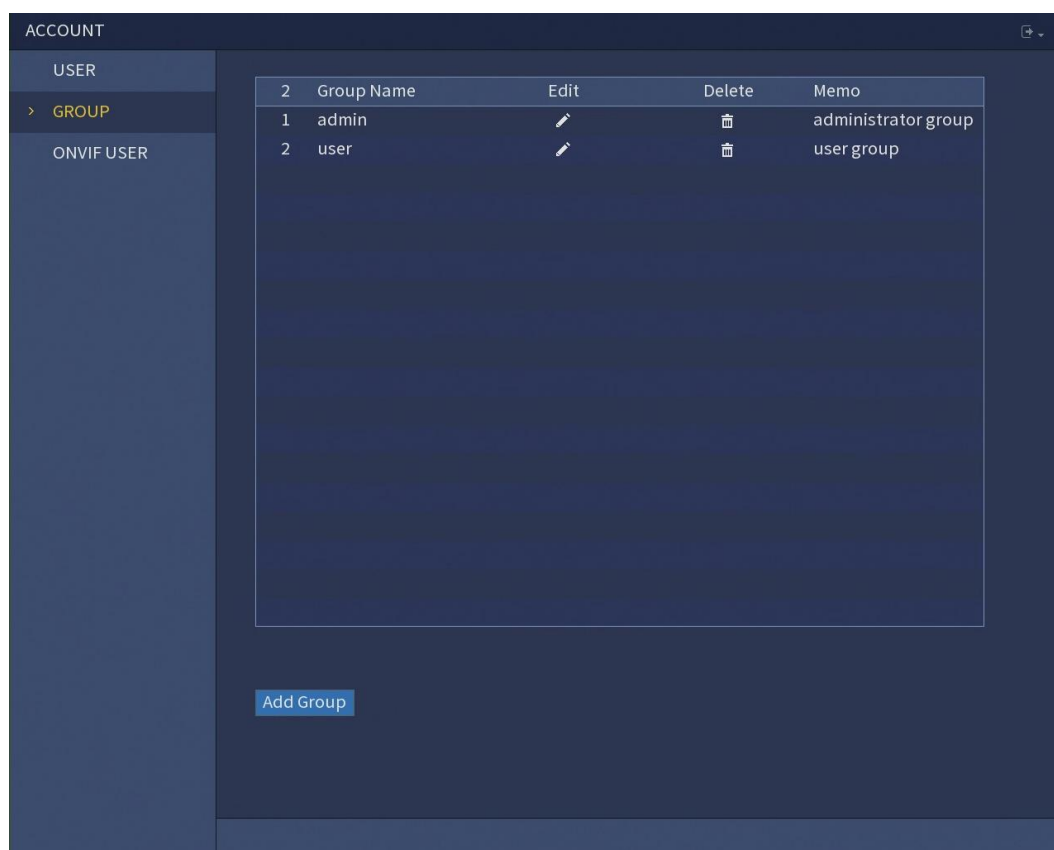 ACCOUNT
USER
GROUP
ONVIF USER
2 Group Name Edit Delete Memo
1 admin administrator group
2 user user group
Add Group